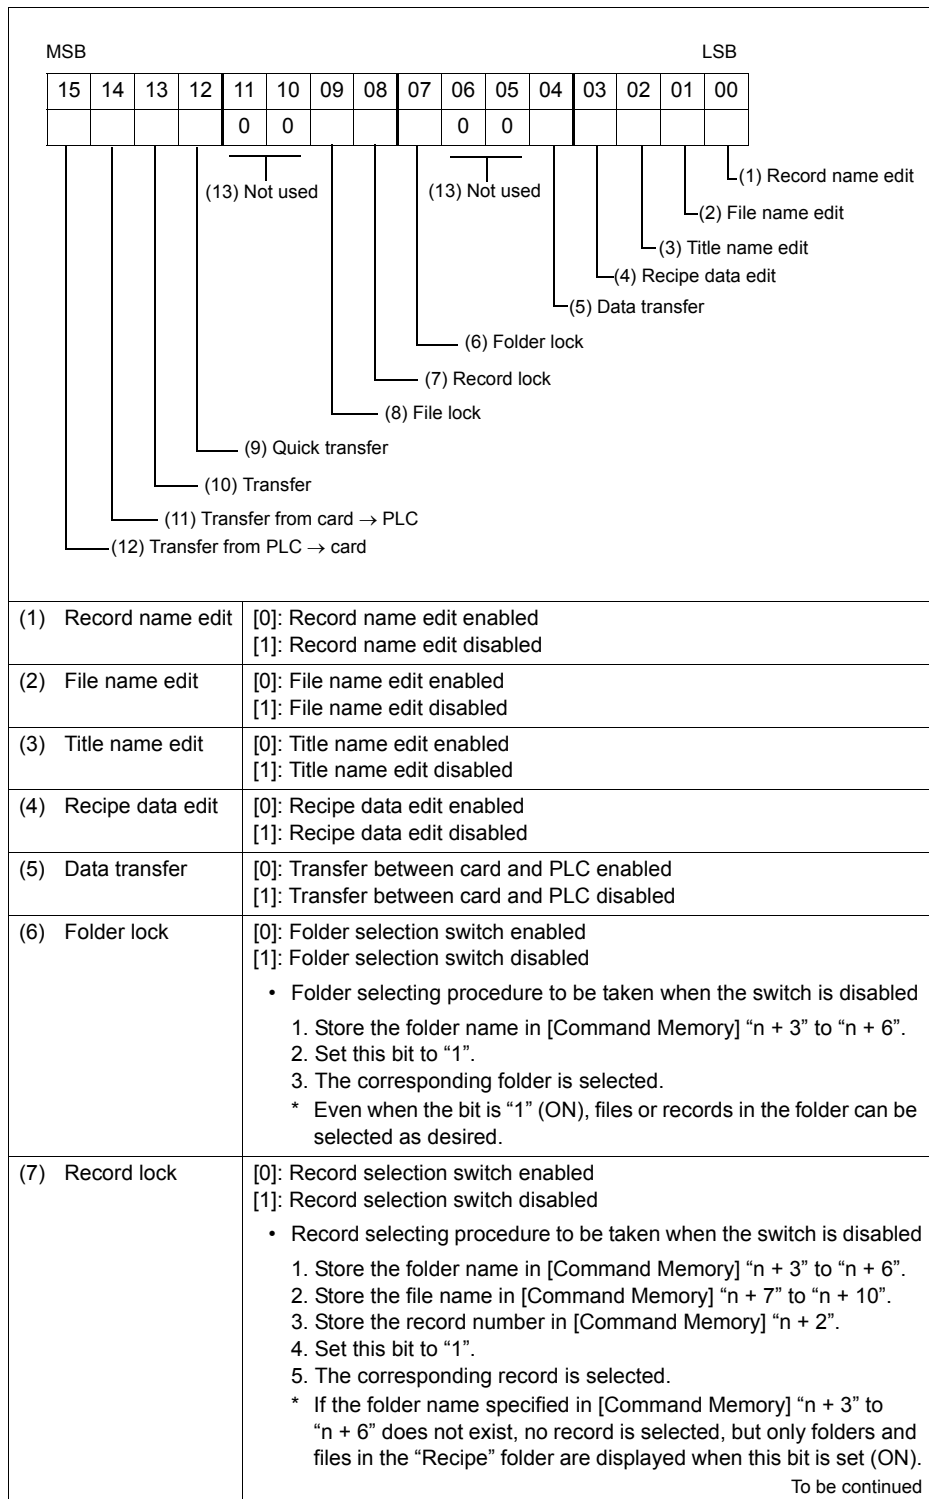 MSB LSB
15 14 13 12 11 10 09 08 07 06 05 04 03 02 01 00
0 0 0 0
(13) Not used (13) Not used
(1) Record name edit
(2) File name edit
(3) Title name edit
(4) Recipe data edit
(5) Data transfer
(6) Folder lock
(7) Record lock
(8) File lock
(9) Quick transfer
(10) Transfer
(11) Transfer from card → PLC
(12) Transfer from PLC → card
(1) Record name edit [0]: Record name edit enabled
[1]: Record name edit disabled
(2) File name edit [0]: File name edit enabled
[1]: File name edit disabled
(3) Title name edit [0]: Title name edit enabled
[1]: Title name edit disabled
(4) Recipe data edit [0]: Recipe data edit enabled
[1]: Recipe data edit disabled
(5) Data transfer [0]: Transfer between card and PLC enabled
[1]: Transfer between card and PLC disabled
(6) Folder lock [0]: Folder selection switch enabled
[1]: Folder selection switch disabled
• Folder selecting procedure to be taken when the switch is disabled
1. Store the folder name in [Command Memory] “n + 3” to “n + 6”.
2. Set this bit to “1”.
3. The corresponding folder is selected.
* Even when the bit is “1” (ON), files or records in the folder can be
selected as desired.
(7) Record lock [0]: Record selection switch enabled
[1]: Record selection switch disabled
• Record selecting procedure to be taken when the switch is disabled
1. Store the folder name in [Command Memory] “n + 3” to “n + 6”.
2. Store the file name in [Command Memory] “n + 7” to “n + 10”.
3. Store the record number in [Command Memory] “n + 2”.
4. Set this bit to “1”.
5. The corresponding record is selected.
* If the folder name specified in [Command Memory] “n + 3” to
“n + 6” does not exist, no record is selected, but only folders and
files in the “Recipe” folder are displayed when this bit is set (ON).
To be continued